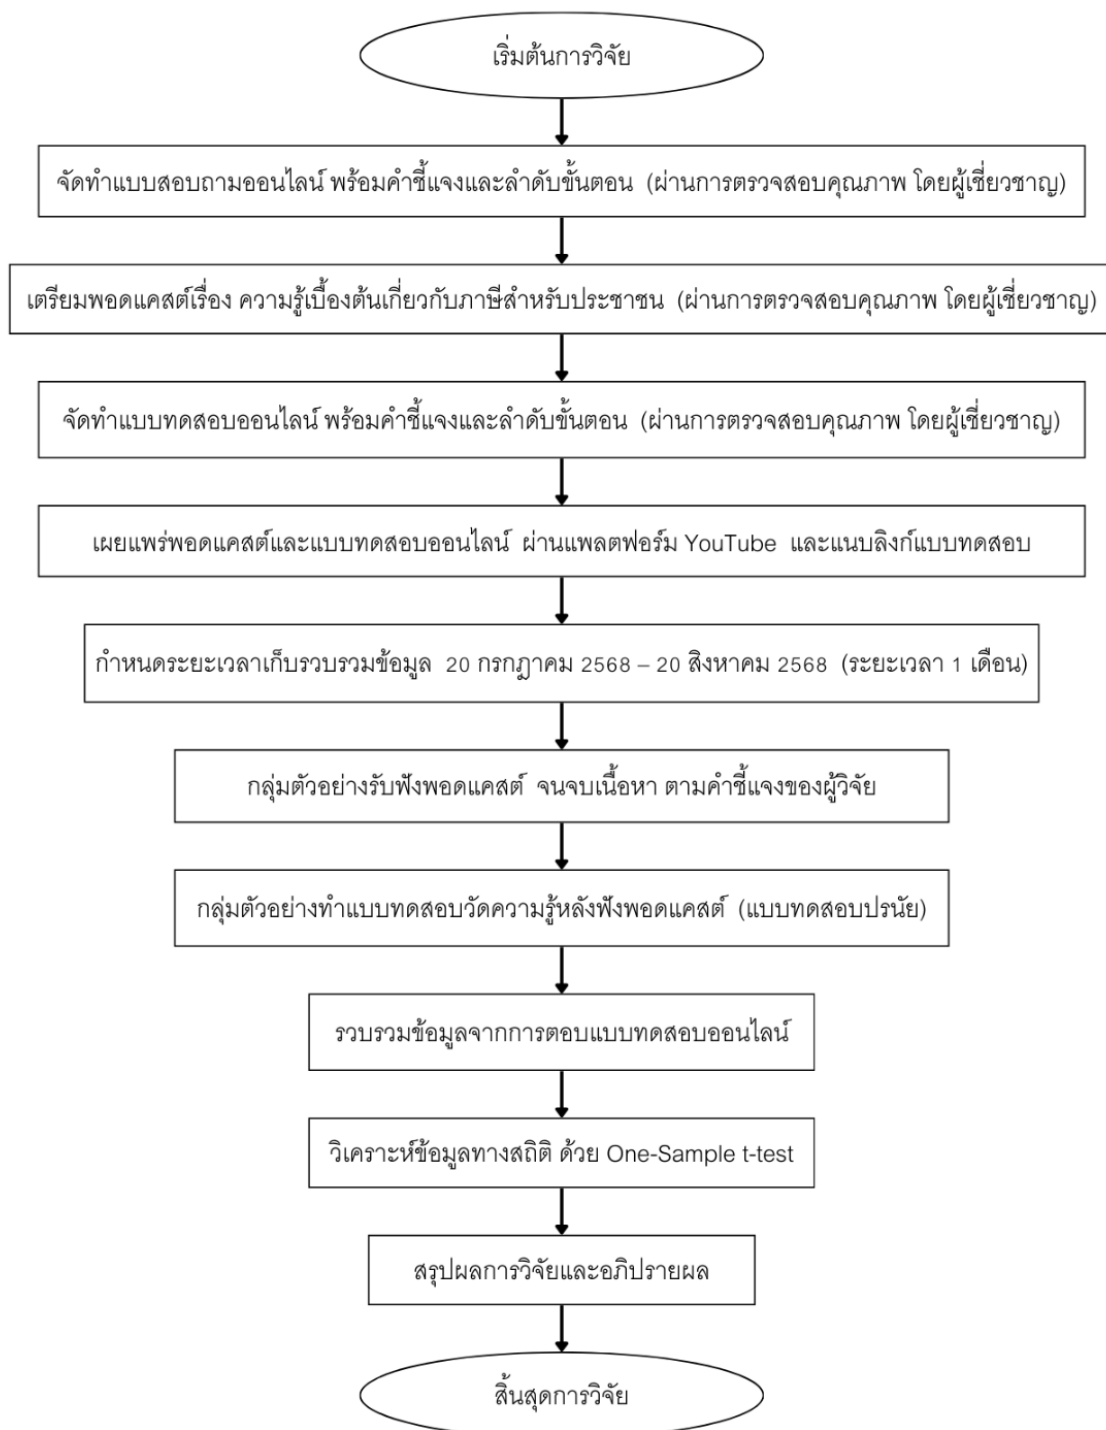 เริ่มต้นการวิจัย
จัดทำแบบสอบถามออนไลน์ พร้อมคำชี้แจงและลำดับขั้นตอน (ผ่านการตรวจสอบคุณภาพ โดยผู้เชี่ยวชาญ)
เตรียมพอดแคสต์เรื่อง ความรู้เบื้องต้นเกี่ยวกับภาษีสำหรับประชาชน (ผ่านการตรวจสอบคุณภาพ โดยผู้เชี่ยวชาญ)
จัดทำแบบทดสอบออนไลน์ พร้อมคำชี้แจงและลำดับขั้นตอน (ผ่านการตรวจสอบคุณภาพ โดยผู้เชี่ยวชาญ)
เผยแพร่พอดแคสต์และแบบทดสอบออนไลน์ ผ่านแพลตฟอร์ม YouTube และแนบลิงก์แบบทดสอบ
กำหนดระยะเวลาเก็บรวบรวมข้อมูล 20 กรกฎาคม 2568 – 20 สิงหาคม 2568 (ระยะเวลา 1 เดือน)
กลุ่มตัวอย่างรับฟังพอดแคสต์ จนจบเนื้อหา ตามคำชี้แจงของผู้วิจัย
กลุ่มตัวอย่างทำแบบทดสอบวัดความรู้หลังฟังพอดแคสต์ (แบบทดสอบปรนัย)
รวบรวมข้อมูลจากการตอบแบบทดสอบออนไลน์
วิเคราะห์ข้อมูลทางสถิติ ด้วย One-Sample t-test
สรุปผลการวิจัยและอภิปรายผล
สิ้นสุดการวิจัย